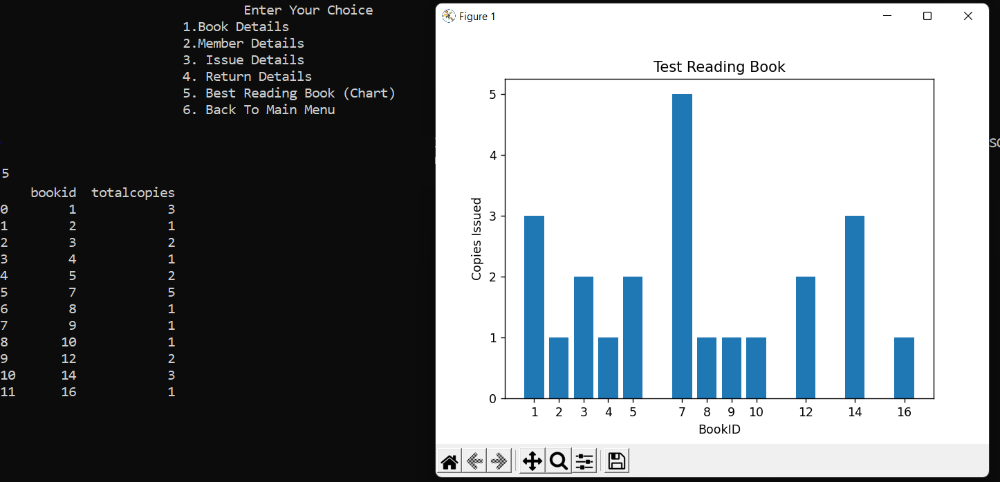 Enter Your Choice
1.Book Details
2.Member Details
3. Issue Details
4. Return Details
5. Best Reading Book (Chart)
6. Back To Main Menu
5
bookid totalcopies
0 1 3
1 2 1
2 3 2
3 4 1
4 5 2
5 7 5
6 8 1
7 9 1
8 10 1
9 12 2
10 14 3
11 16 1
Figure 1
Test Reading Book
Copies Issued
5
4
3
2
1
0
1 2 3 4 5 7 8 9 10 12 14 16
BookID